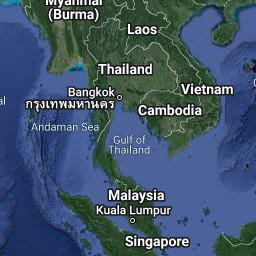 Myanmar
(Burma)
Laos
Thailand
Vietnam
Bangkok
กรุงเทพมหานคร
Cambodia
Andaman Sea
Gulf of
Thailand
Malaysia
Kuala Lumpur
Singapore